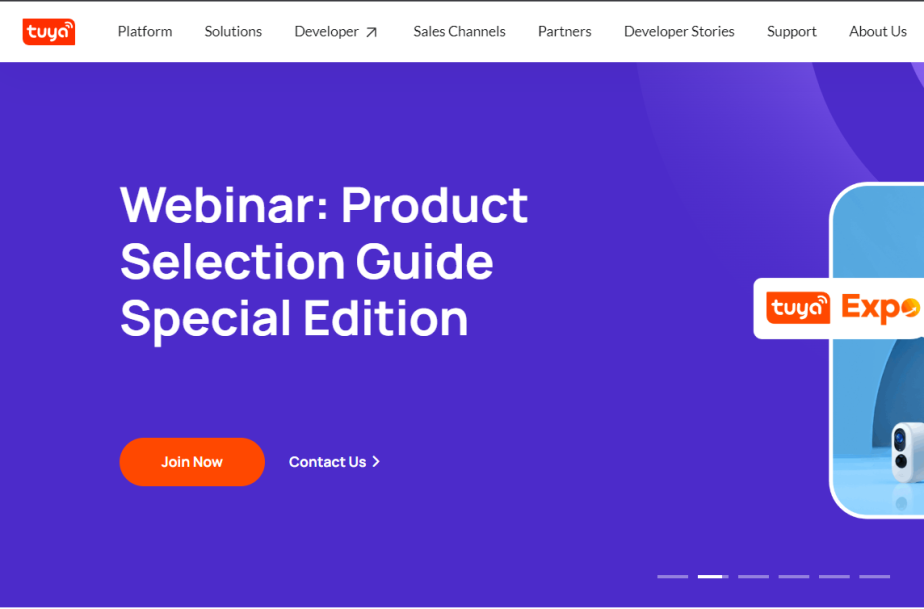 tuya Platform Solutions Developer Sales Channels Partners Developer Stories Support About Us
Webinar: Product
Selection Guide
Special Edition
tuya Expo
Join Now Contact Us